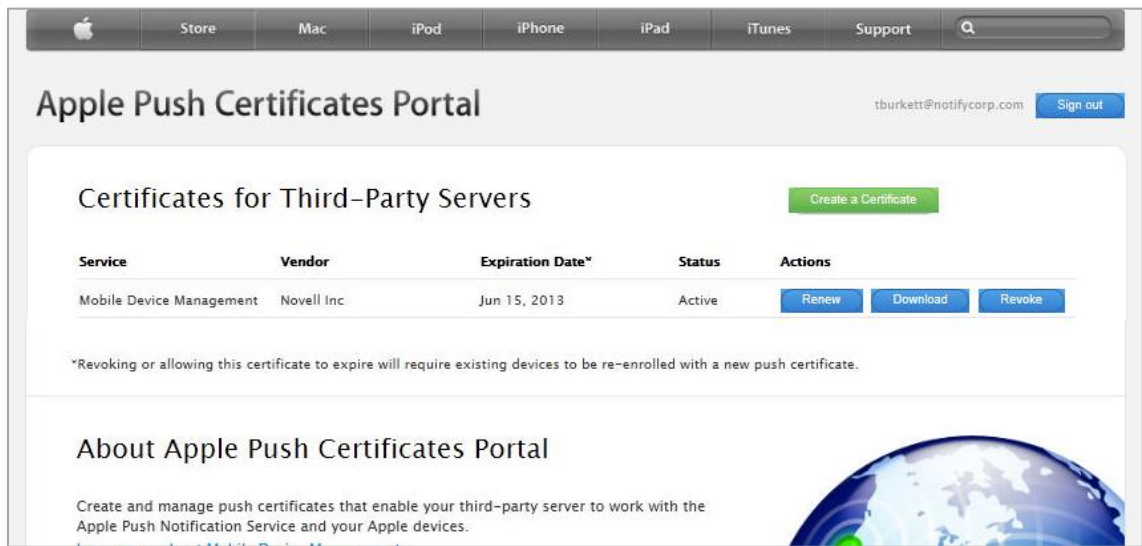 Store Mac iPod iPhone iPad iTunes Support
Apple Push Certificates Portal
tburkett@notifycorp.com Sign out
Certificates for Third-Party Servers
Create a Certificate
Service Vendor Expiration Date* Status Actions
Mobile Device Management Novell Inc Jun 15, 2013 Active Renew Download Revoke
*Revoking or allowing this certificate to expire will require existing devices to be re-enrolled with a new push certificate.
About Apple Push Certificates Portal
Create and manage push certificates that enable your third-party server to work with the
Apple Push Notification Service and your Apple devices.